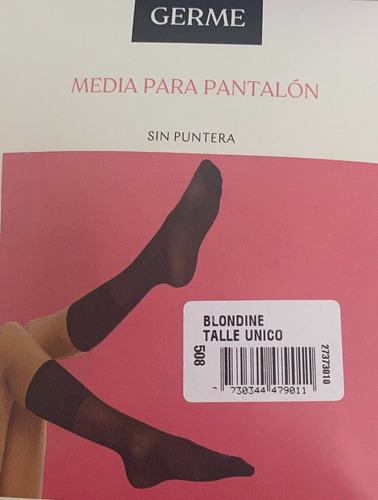 GERME
MEDIA PARA PANTALÓN
SIN PUNTERA
BLONDINE
TALLE UNICO
508
27373010
7 730344 479011